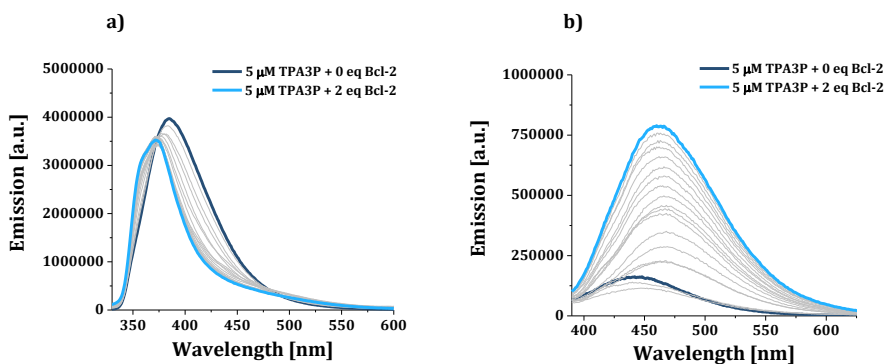 a)
5 μM TPA3P + 0 eq Bcl-2
5 μM TPA3P + 2 eq Bcl-2
5000000
4000000
3000000
2000000
1000000
0
Emission [a.u.]
350 400 450 500 550 600
Wavelength [nm]
b)
5 μM TPA3P + 0 eq Bcl-2
5 μM TPA3P + 2 eq Bcl-2
1000000
750000
500000
250000
0
Emission [a.u.]
400 450 500 550 600
Wavelength [nm]